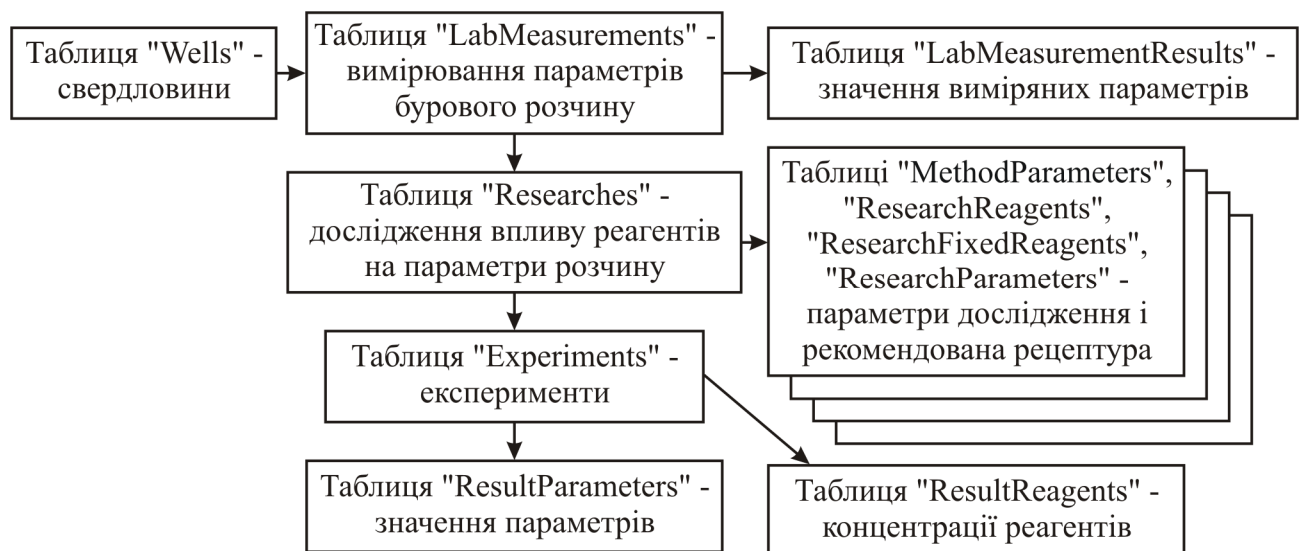 Таблиця "Wells" -
свердловини
Таблиця "LabMeasurements" -
вимірювання параметрів
бурового розчину
Таблиця "LabMeasurementResults" -
значення виміряних параметрів
Таблиця "Researches" -
дослідження впливу реагентів
на параметри розчину
Таблиці "MethodParameters",
"ResearchReagents",
"ResearchFixedReagents",
"ResearchParameters" -
параметри дослідження і
рекомендована рецептура
Таблиця "Experiments" -
експерименти
Таблиця "ResultParameters" -
значення параметрів
Таблиця "ResultReagents" -
концентрації реагентів